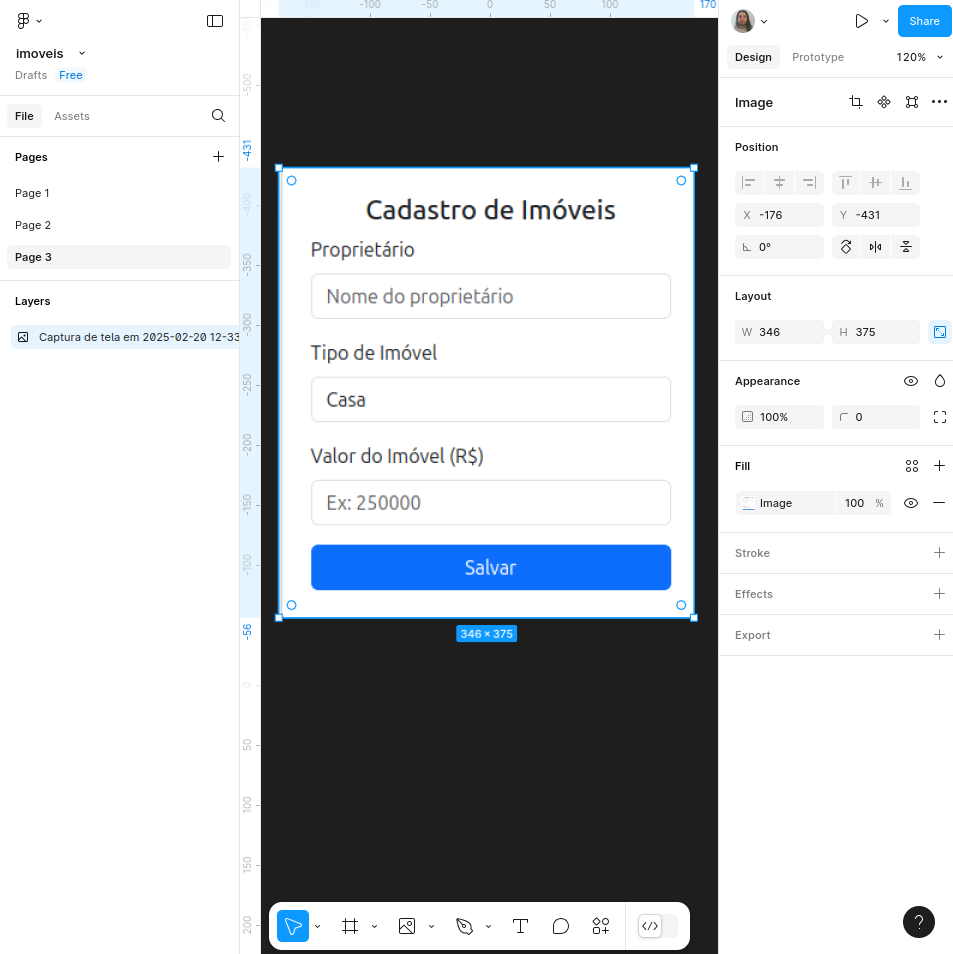 imoveis
Drafts Free
File Assets
Pages
Page 1
Page 2
Page 3
Layers
Captura de tela em 2025-02-20 12-33
-150 -100 -50 0 50 100 170
-500
-431
-400
-350
-300
-250
-200
-150
-100
-56
0
50
100
150
200
Cadastro de Imóveis
Proprietário
Nome do proprietário
Tipo de Imóvel
Casa
Valor do Imóvel (R$)
Ex: 250000
Salvar
346 × 375
Share
Design Prototype 120%
Image
Position
X -176 Y -431
0°
Layout
W 346 H 375
Appearance
100% 0
Fill
Image 100 %
Stroke
Effects
Export
?